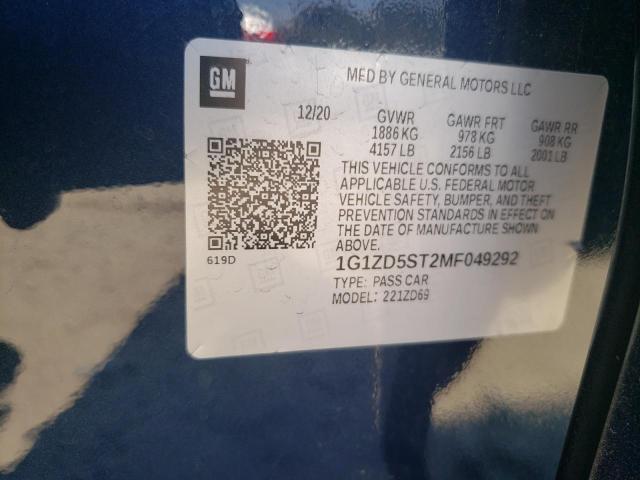 GM
MFD BY GENERAL MOTORS LLC
12/20 GVWR GAWR FRT GAWR RR
1886 KG 978 KG 908 KG
4157 LB 2156 LB 2001 LB
THIS VEHICLE CONFORMS TO ALL
APPLICABLE U.S. FEDERAL MOTOR
VEHICLE SAFETY, BUMPER, AND THEFT
PREVENTION STANDARDS IN EFFECT ON
THE DATE OF MANUFACTURE SHOWN
ABOVE.
619D
1G1ZD5ST2MF049292
TYPE: PASS CAR
MODEL: 221ZD69